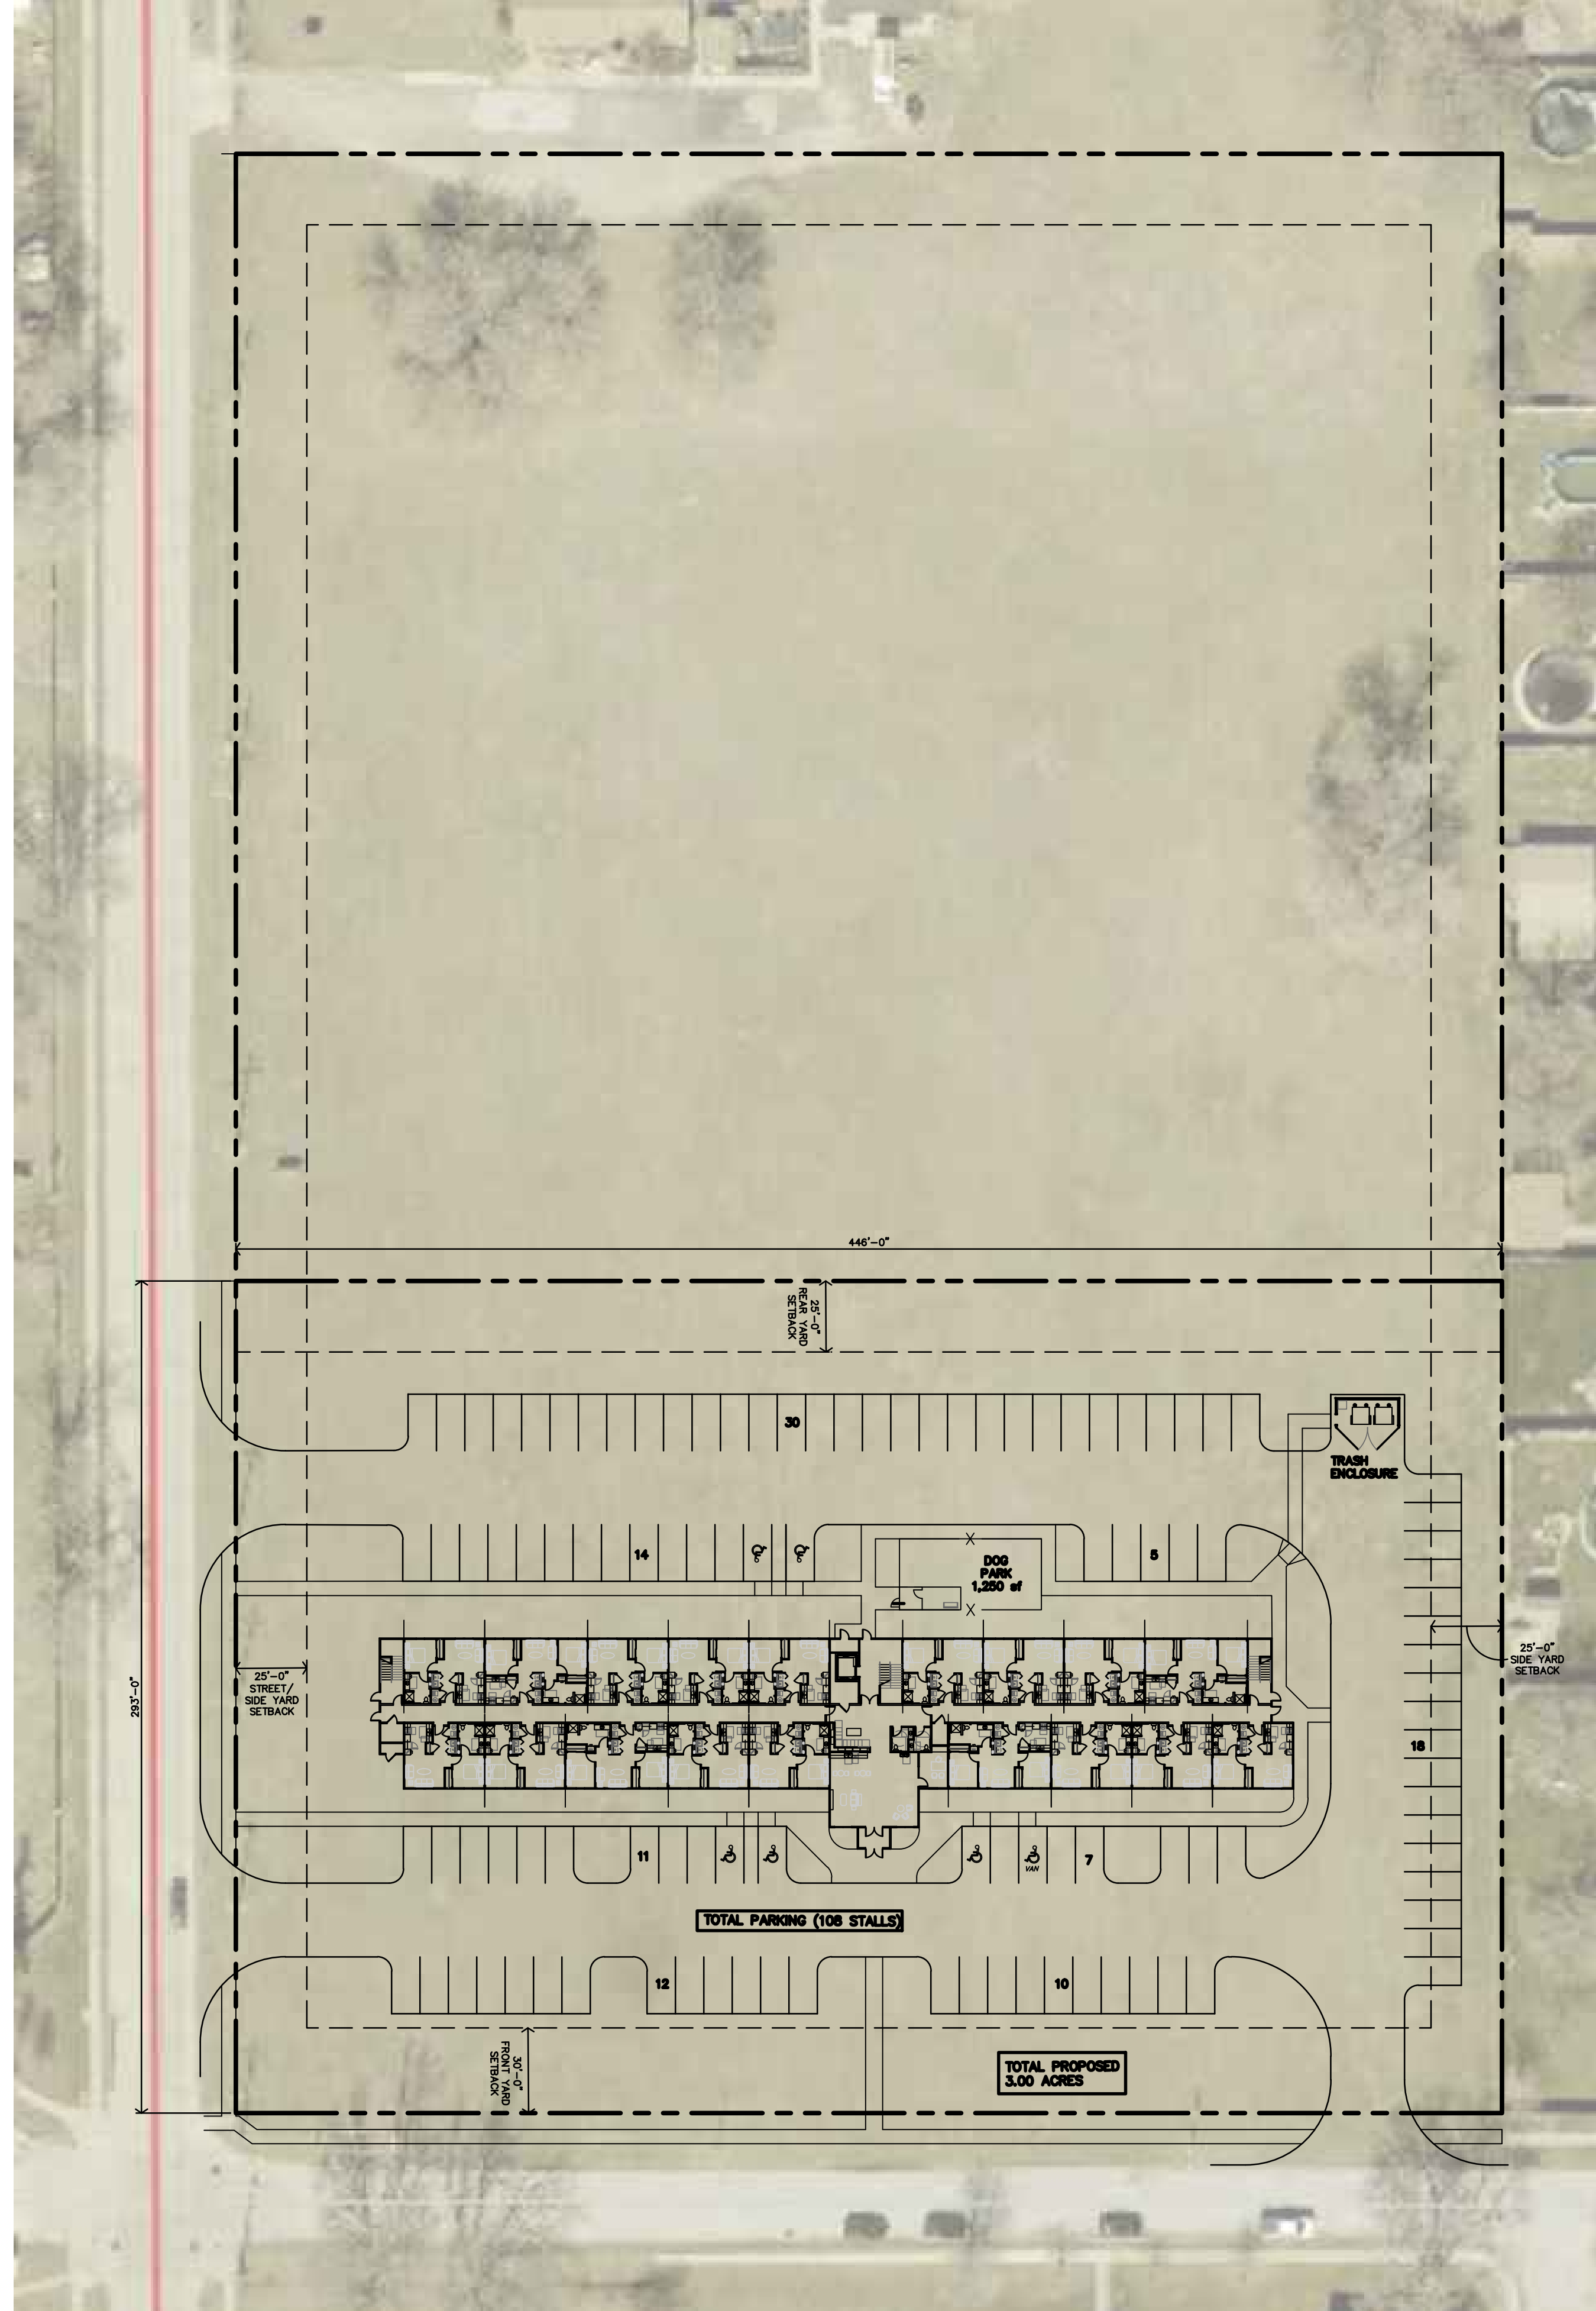 446'-0"
25'-0"
REAR YARD
SETBACK
30
TRASH
ENCLOSURE
14
DOG
PARK
1,250 sf
5
25'-0"
STREET/
SIDE YARD
SETBACK
25'-0"
SIDE YARD
SETBACK
293'-0"
18
11
VAN
7
TOTAL PARKING (108 STALLS)
12
10
30'-0"
FRONT YARD
SETBACK
TOTAL PROPOSED
3.00 ACRES